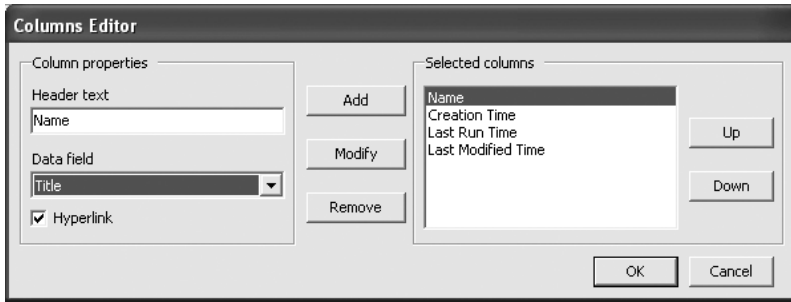 Columns Editor
Column properties
Header text
Name
Data field
Title
Hyperlink
Add
Modify
Remove
Selected columns
Name
Creation Time
Last Run Time
Last Modified Time
Up
Down
OK
Cancel